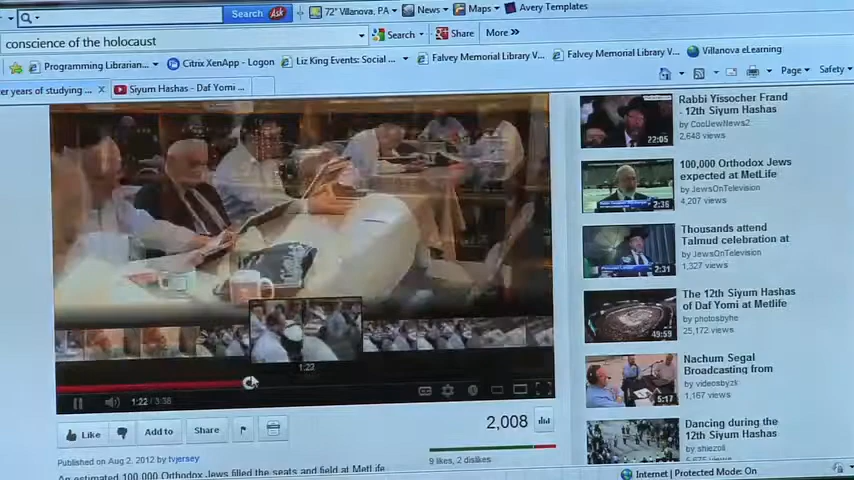 Search Ask
72° Villanova, PA
News
Maps
Avery Templates
conscience of the holocaust
Search
Share
More »
Programming Librarian...
Citrix XenApp - Logon
Liz King Events: Social ...
Falvey Memorial Library V...
Falvey Memorial Library V...
Villanova eLearning
Page
Safety
er years of studying ...
Siyum Hashas - Daf Yomi ...
Rabbi Yissocher Frand
- 12th Siyum Hashas
by CoolJewNews2
2,648 views
22:05
100,000 Orthodox Jews
expected at MetLife
by JewsOnTelevision
4,207 views
2:36
Thousands attend
Talmud celebration at
by JewsOnTelevision
1,327 views
2:31
The 12th Siyum Hashas
of Daf Yomi at Metlife
by photosbyhe
25,172 views
49:59
Nachum Segal
Broadcasting from
by videosbyzk
1,167 views
5:17
Dancing during the
12th Siyum Hashas
by shiezoli
1:22
1:22 / 3:38
Like
Add to
Share
2,008
Published on Aug 2, 2012 by tvjersey
9 likes, 2 dislikes
An estimated 100,000 Orthodox Jews filled the seats and field at MetLife
Internet | Protected Mode: On